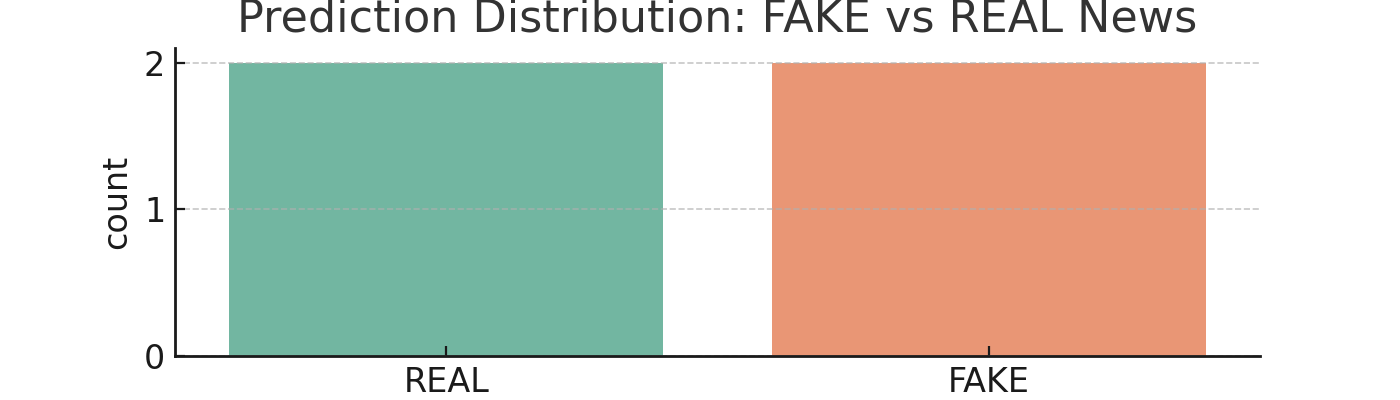 Prediction Distribution: FAKE vs REAL News
2
1
0
count
REAL
FAKE